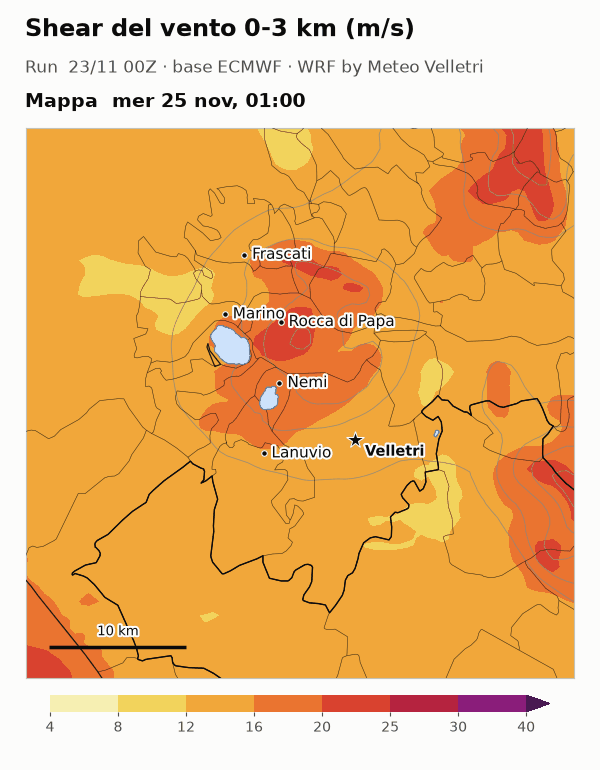 Shear del vento 0-3 km (m/s)
Run  23/11 00Z · base ECMWF · WRF by Meteo Velletri
Mappa  mer 25 nov, 01:00
Frascati
Marino
Rocca di Papa
Nemi
Velletri
Lanuvio
10 km
4 8 12 16 20 25 30 40